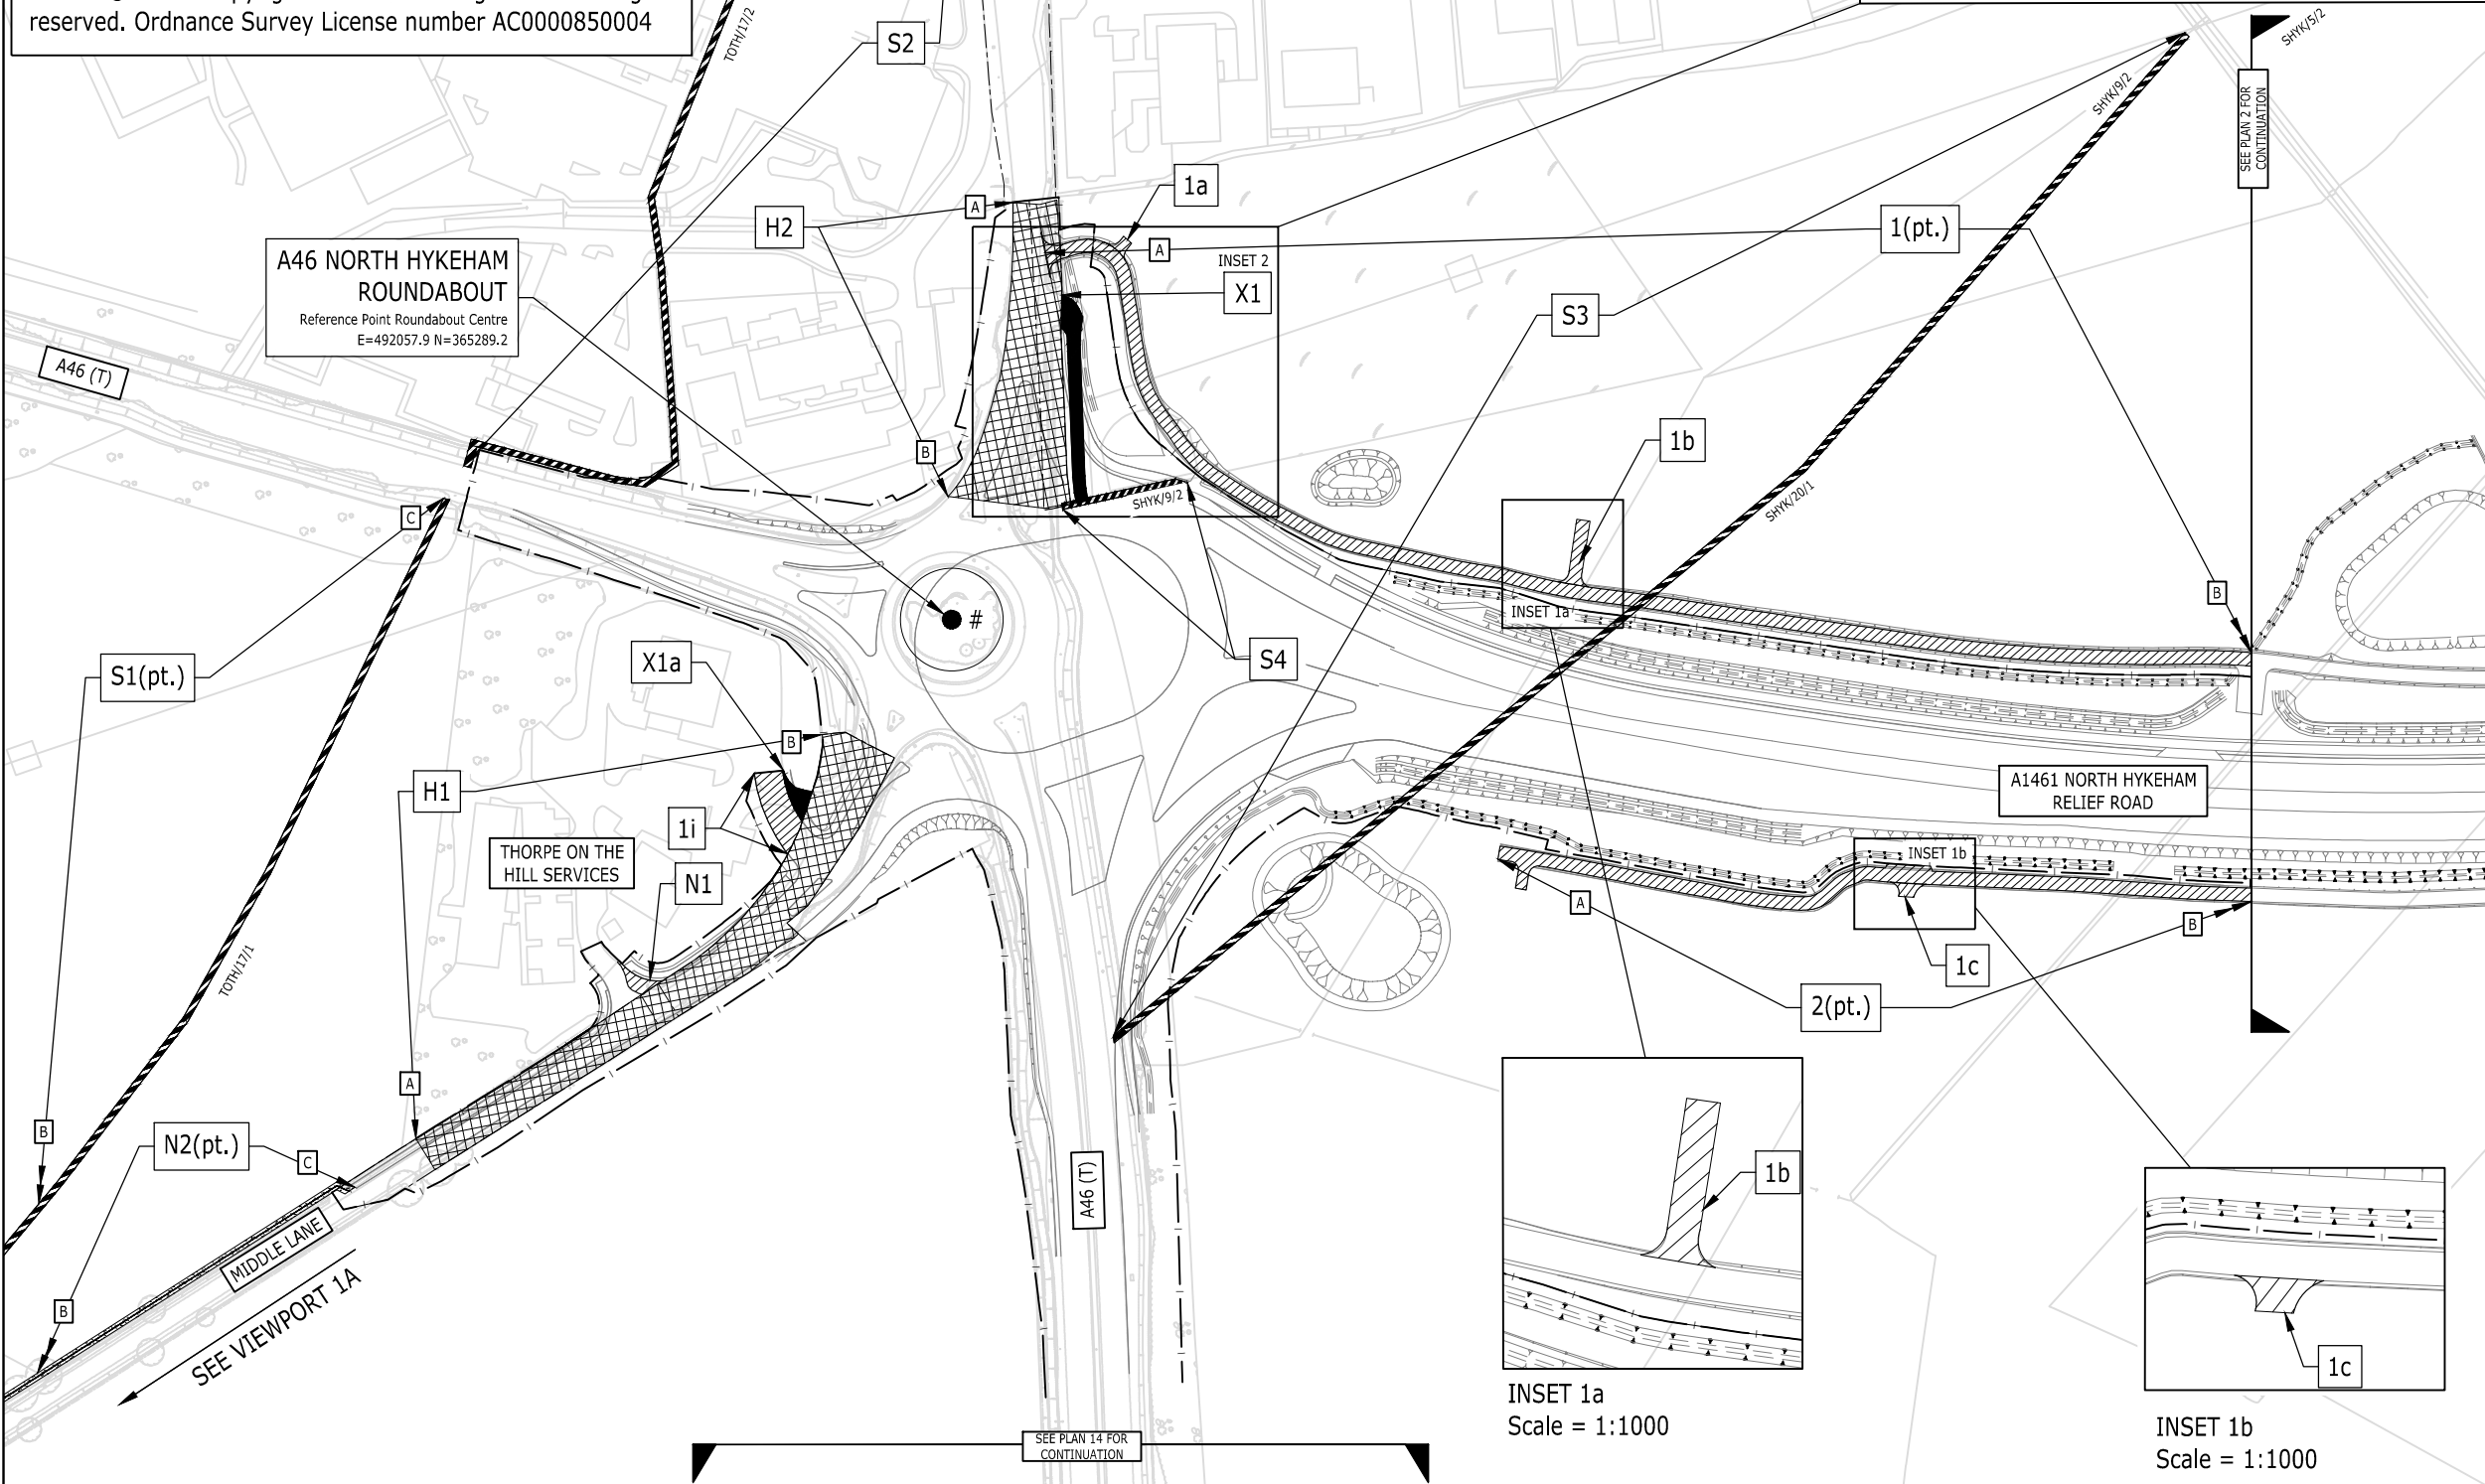 reserved. Ordnance Survey License number AC0000850004
TOTH/17/2
S2
SHYK/5/2
SEE PLAN 2 FOR
CONTINUATION
SHYK/9/2
1a
A
H2
A
1(pt.)
INSET 2
X1
A46 NORTH HYKEHAM
ROUNDABOUT
Reference Point Roundabout Centre
E=492057.9 N=365289.2
S3
A46 (T)
1b
B
C
SHYK/9/2
SHYK/20/1
B
INSET 1a
#
S4
S1(pt.)
X1a
B
H1
A1461 NORTH HYKEHAM
RELIEF ROAD
1i
THORPE ON THE
HILL SERVICES
N1
INSET 1b
A
B
1c
2(pt.)
TOTH/17/1
A
B
N2(pt.)
C
A46 (T)
1b
MIDDLE LANE
B
SEE VIEWPORT 1A
1c
INSET 1a
Scale = 1:1000
INSET 1b
Scale = 1:1000
SEE PLAN 14 FOR
CONTINUATION